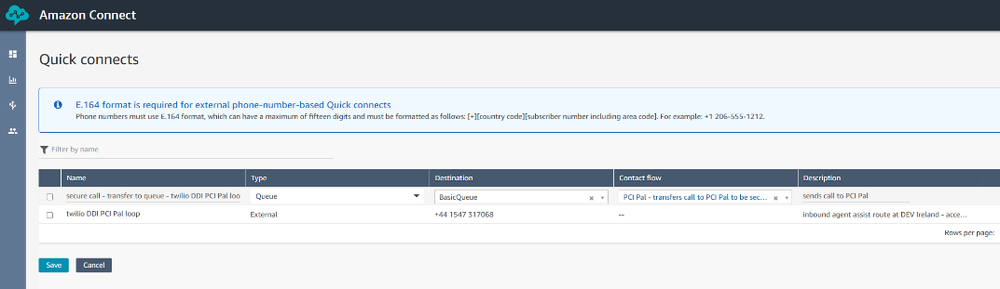 Amazon Connect
Quick connects
E.164 format is required for external phone-number-based Quick connects
Phone numbers must use E.164 format, which can have a maximum of fifteen digits and must be formatted as follows: [+][country code][subscriber number including area code]. For example: +1 206-555-1212.
Filter by name
Name Type Destination Contact flow Description
secure call - transfer to queue - twilio DDI PCI Pal loo Queue BasicQueue PCI Pal - transfers call to PCI Pal to be sec... sends call to PCI Pal
twilio DDI PCI Pal loop External +44 1547 317068 -- inbound agent assist route at DEV Ireland - acce...
Rows per page:
Save Cancel